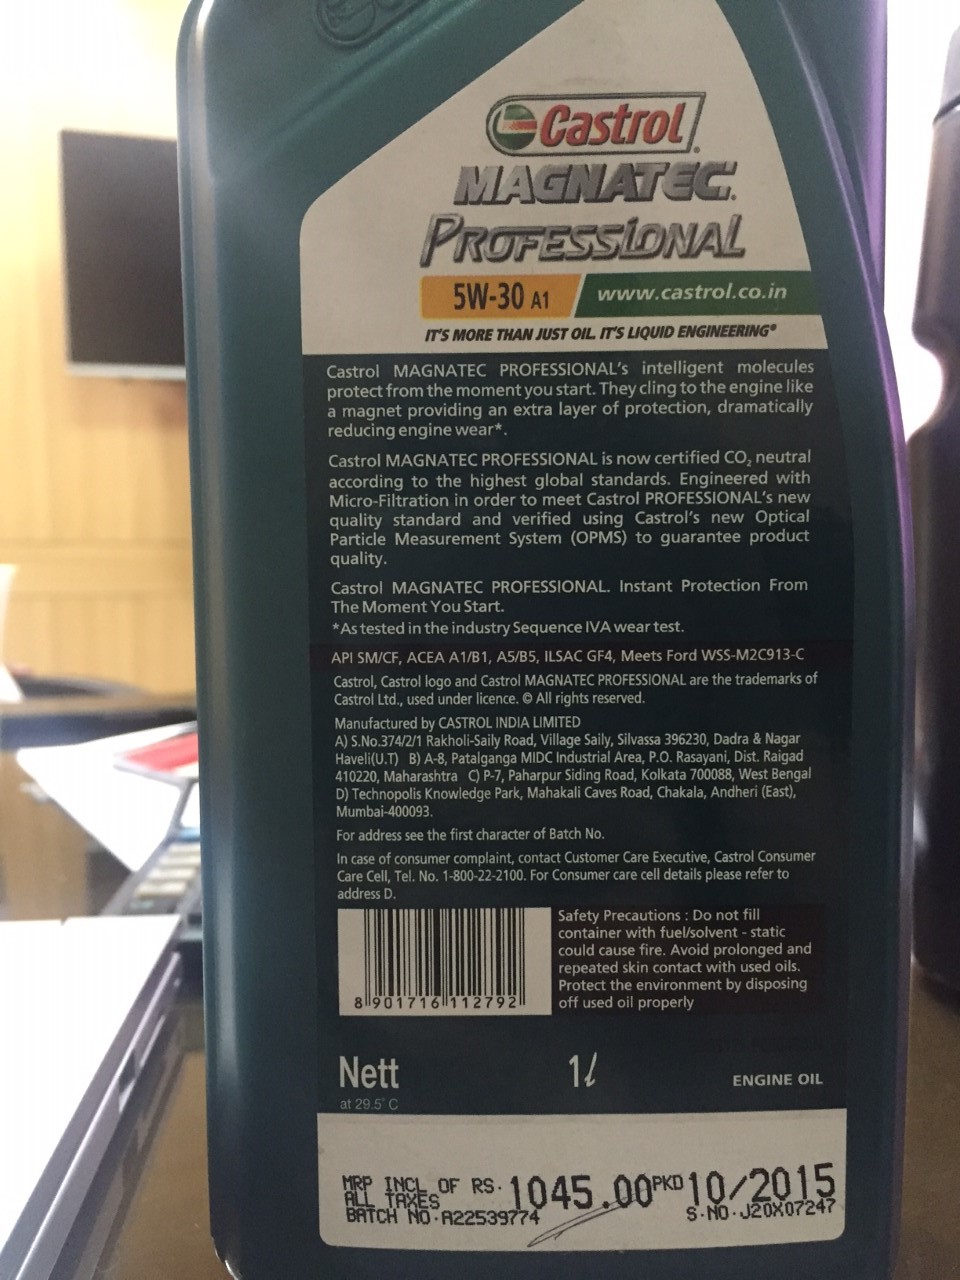 Castrol
MAGNATEC
PROFESSIONAL
5W-30 A1 www.castrol.co.in
IT'S MORE THAN JUST OIL. IT'S LIQUID ENGINEERING®
Castrol MAGNATEC PROFESSIONAL's intelligent molecules
protect from the moment you start. They cling to the engine like
a magnet providing an extra layer of protection, dramatically
reducing engine wear*.
Castrol MAGNATEC PROFESSIONAL is now certified CO₂ neutral
according to the highest global standards. Engineered with
Micro-Filtration in order to meet Castrol PROFESSIONAL's new
quality standard and verified using Castrol's new Optical
Particle Measurement System (OPMS) to guarantee product
quality.
Castrol MAGNATEC PROFESSIONAL. Instant Protection From
The Moment You Start.
*As tested in the industry Sequence IVA wear test.
API SM/CF, ACEA A1/B1, A5/B5, ILSAC GF4, Meets Ford WSS-M2C913-C
Castrol, Castrol logo and Castrol MAGNATEC PROFESSIONAL are the trademarks of
Castrol Ltd., used under licence. © All rights reserved.
Manufactured by CASTROL INDIA LIMITED
A) S.No.374/2/1 Rakholi-Saily Road, Village Saily, Silvassa 396230, Dadra & Nagar
Haveli(U.T) B) A-8, Patalganga MIDC Industrial Area, P.O. Rasayani, Dist. Raigad
410220, Maharashtra C) P-7, Paharpur Siding Road, Kolkata 700088, West Bengal
D) Technopolis Knowledge Park, Mahakali Caves Road, Chakala, Andheri (East),
Mumbai-400093.
For address see the first character of Batch No.
In case of consumer complaint, contact Customer Care Executive, Castrol Consumer
Care Cell, Tel. No. 1-800-22-2100. For Consumer care cell details please refer to
address D.
Safety Precautions : Do not fill
container with fuel/solvent - static
could cause fire. Avoid prolonged and
repeated skin contact with used oils.
Protect the environment by disposing
off used oil properly
8 901716 112792
Nett 1l ENGINE OIL
at 29.5° C
MRP INCL OF RS. 1045.00 PKD 10/2015
ALL TAXES
BATCH NO.A22539774 S.NO.J20X07247